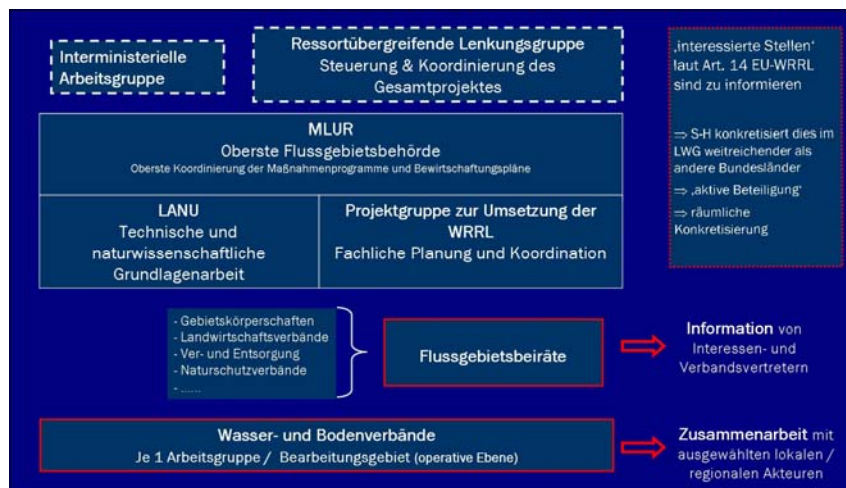 Interministerielle
Arbeitsgruppe
Ressortübergreifende Lenkungsgruppe
Steuerung & Koordinierung des
Gesamtprojektes
‚interessierte Stellen'
laut Art. 14 EU-WRRL
sind zu informieren
⇒ S-H konkretisiert dies im
LWG weitreichender als
andere Bundesländer
⇒ ‚aktive Beteiligung'
⇒ räumliche
Konkretisierung
MLUR
Oberste Flussgebietsbehörde
Oberste Koordinierung der Maßnahmenprogramme und Bewirtschaftungspläne
LANU
Technische und
naturwissenschaftliche
Grundlagenarbeit
Projektgruppe zur Umsetzung der
WRRL
Fachliche Planung und Koordination
- Gebietskörperschaften
- Landwirtschaftsverbände
- Ver- und Entsorgung
- Naturschutzverbände
- ......
Flussgebietsbeiräte
Information von
Interessen- und
Verbandsvertretern
Wasser- und Bodenverbände
Je 1 Arbeitsgruppe / Bearbeitungsgebiet (operative Ebene)
Zusammenarbeit mit
ausgewählten lokalen /
regionalen Akteuren